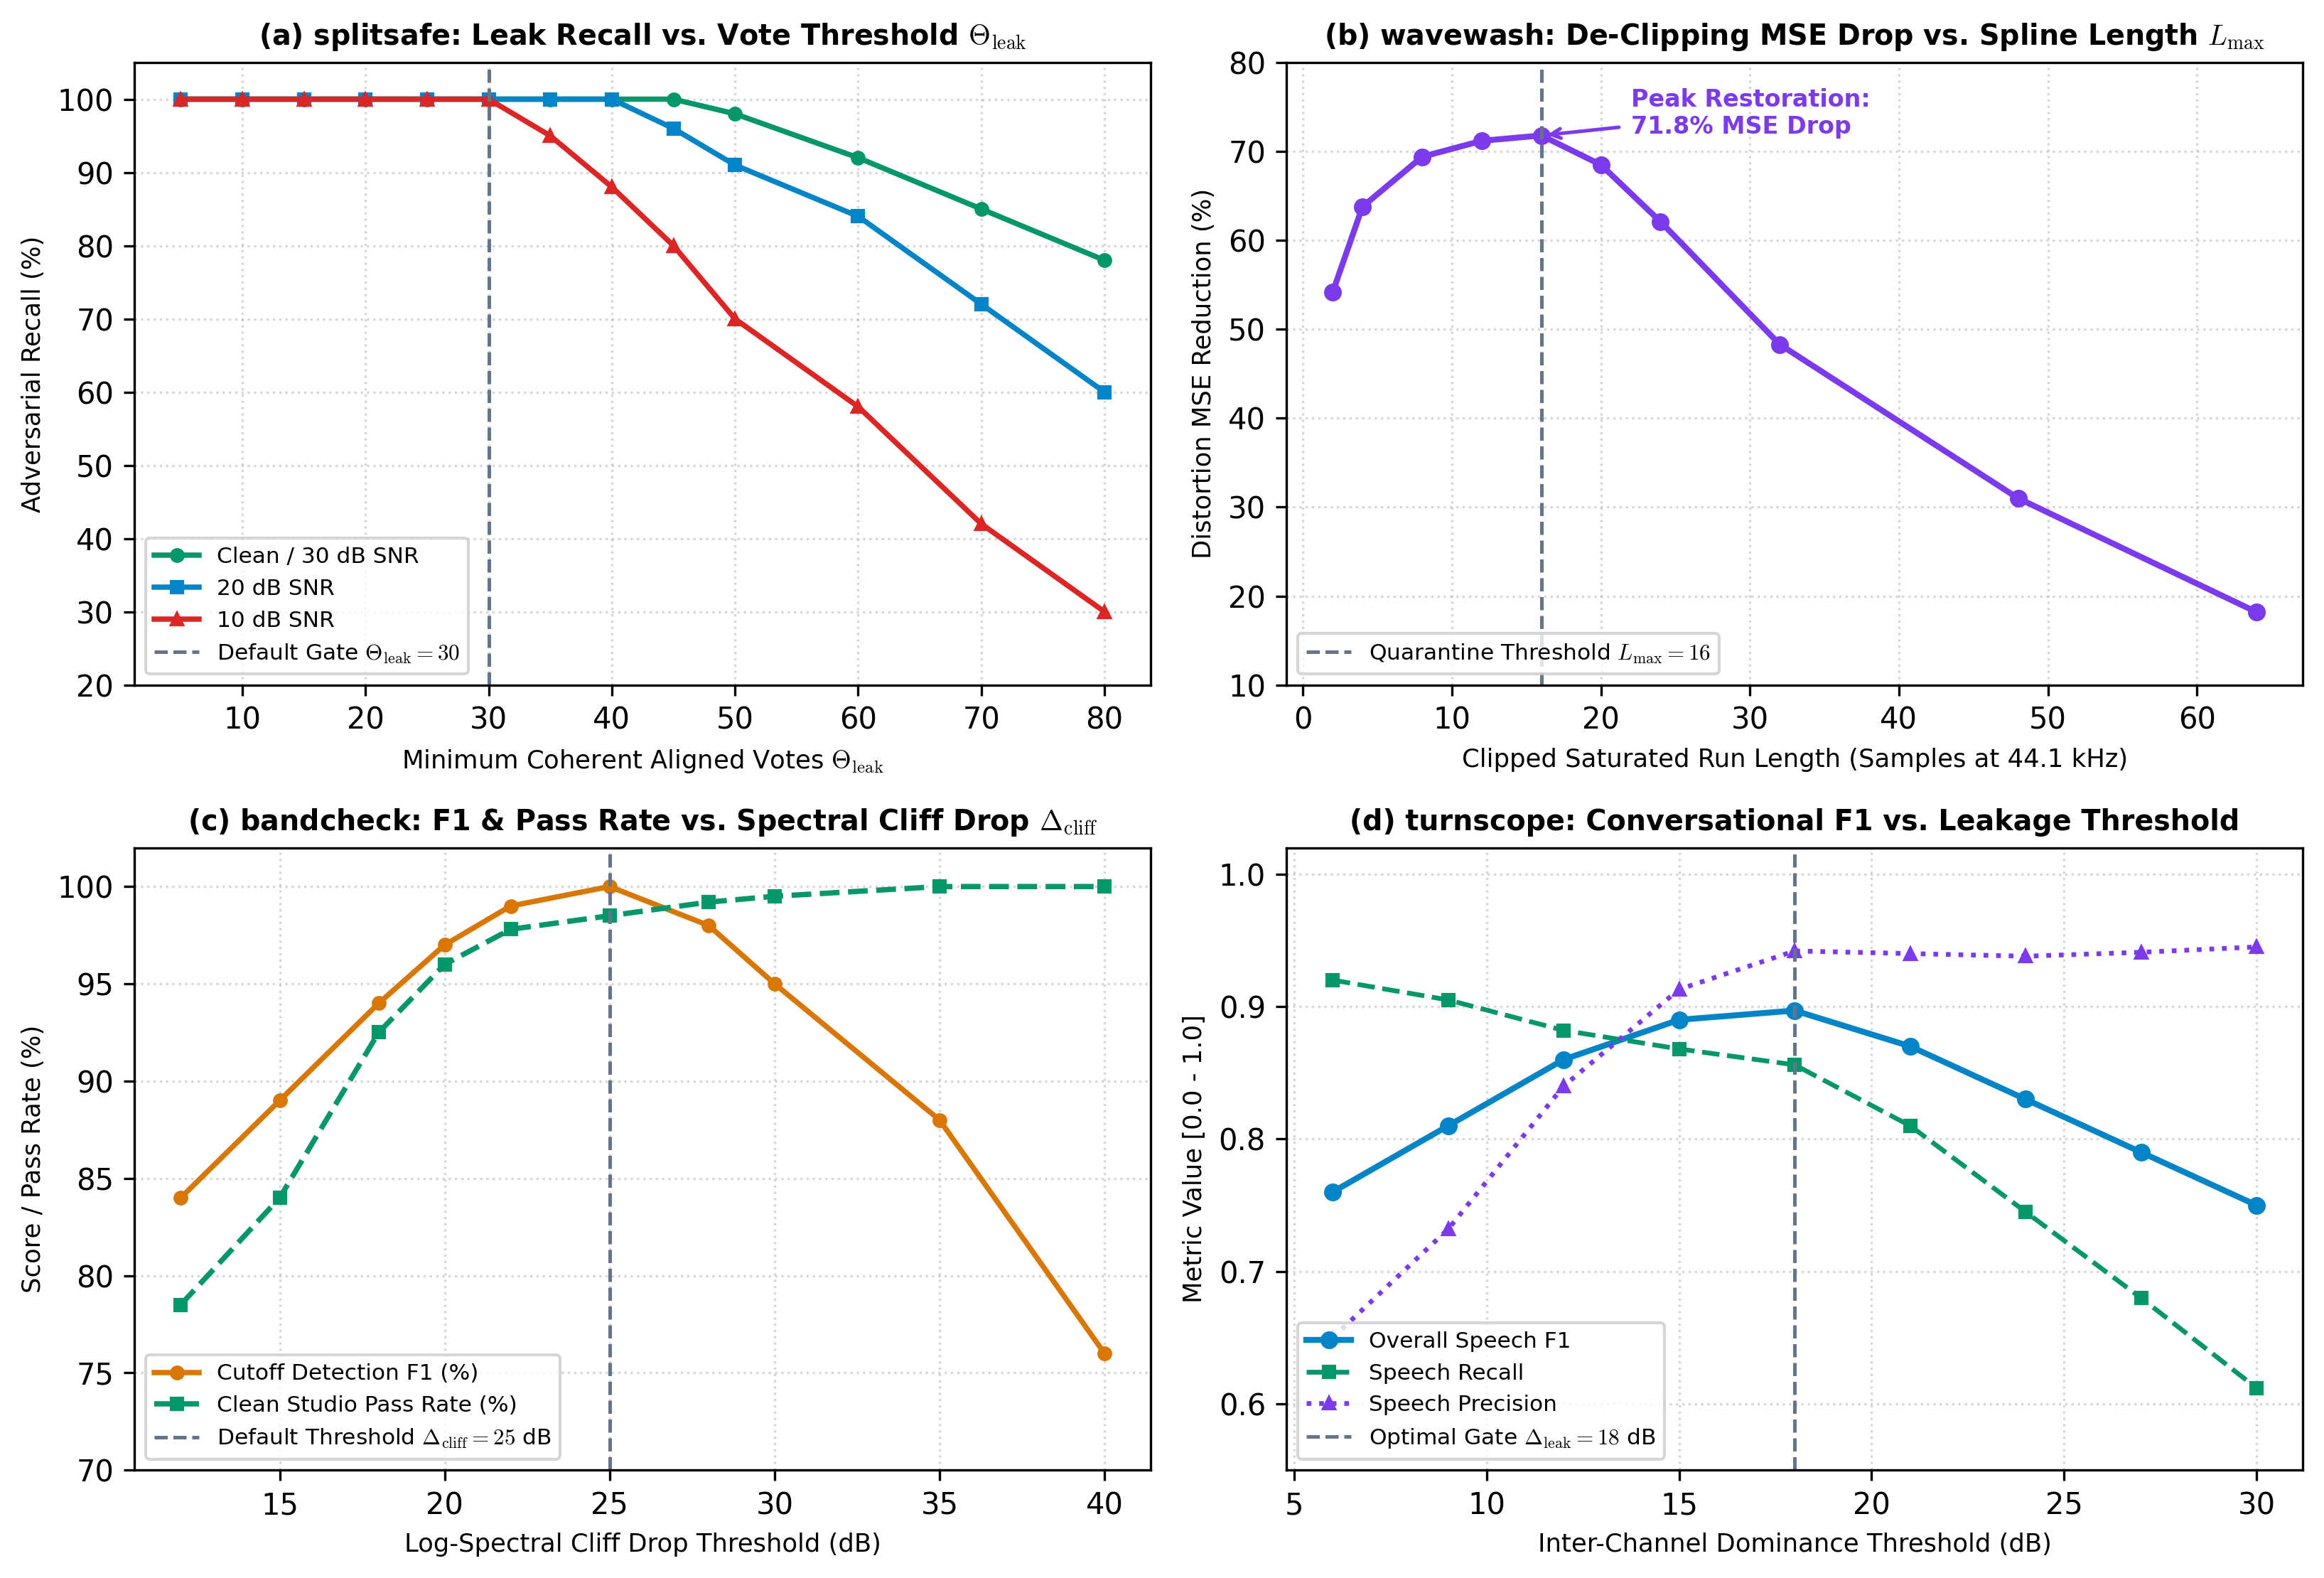 (a) splitsafe: Leak Recall vs. Vote Threshold Θ_leak
100
90
80
70
60
50
40
30
20
Adversarial Recall (%)
Clean / 30 dB SNR
20 dB SNR
10 dB SNR
Default Gate Θ_leak = 30
10 20 30 40 50 60 70 80
Minimum Coherent Aligned Votes Θ_leak
(b) wavewash: De-Clipping MSE Drop vs. Spline Length L_max
80
70
60
50
40
30
20
10
Distortion MSE Reduction (%)
Peak Restoration:
71.8% MSE Drop
Quarantine Threshold L_max = 16
0 10 20 30 40 50 60
Clipped Saturated Run Length (Samples at 44.1 kHz)
(c) bandcheck: F1 & Pass Rate vs. Spectral Cliff Drop Δ_cliff
100
95
90
85
80
75
70
Score / Pass Rate (%)
Cutoff Detection F1 (%)
Clean Studio Pass Rate (%)
Default Threshold Δ_cliff = 25 dB
15 20 25 30 35 40
Log-Spectral Cliff Drop Threshold (dB)
(d) turnscope: Conversational F1 vs. Leakage Threshold
1.0
0.9
0.8
0.7
0.6
Metric Value [0.0 - 1.0]
Overall Speech F1
Speech Recall
Speech Precision
Optimal Gate Δ_leak = 18 dB
5 10 15 20 25 30
Inter-Channel Dominance Threshold (dB)